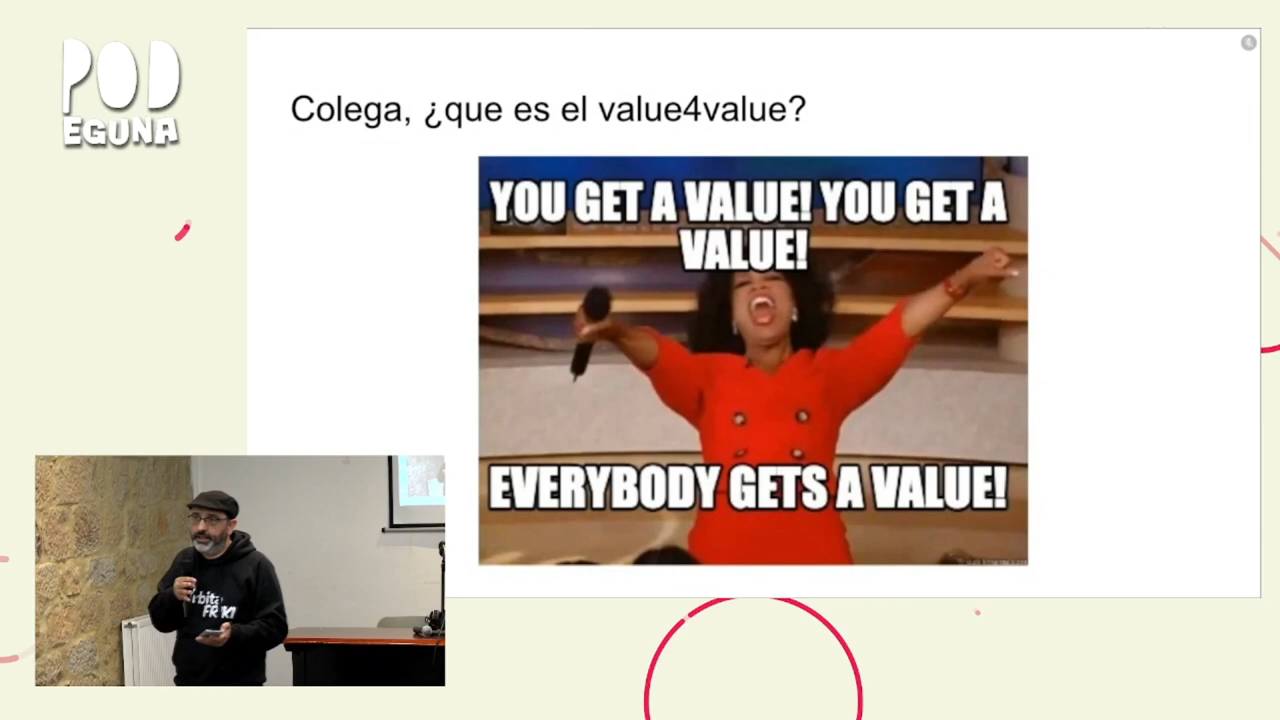 POD
EGUNA
Colega, ¿que es el value4value?
YOU GET A VALUE! YOU GET A
VALUE!
EVERYBODY GETS A VALUE!